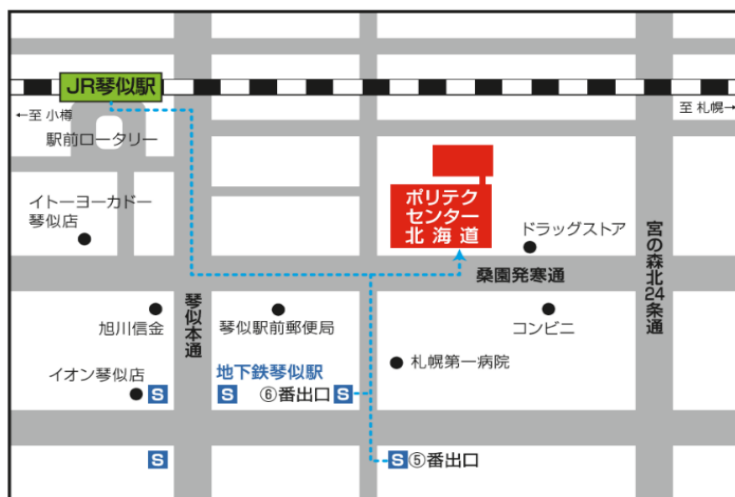 JR琴似駅
←至 小樽
至 札幌→
駅前ロータリー
イトーヨーカドー
琴似店
ポリテク
センター
北海道
ドラッグストア
宮の森北24条通
桑園発寒通
琴似本通
旭川信金
琴似駅前郵便局
コンビニ
札幌第一病院
イオン琴似店
S
地下鉄琴似駅
S
⑥番出口 S
S
S ⑤番出口